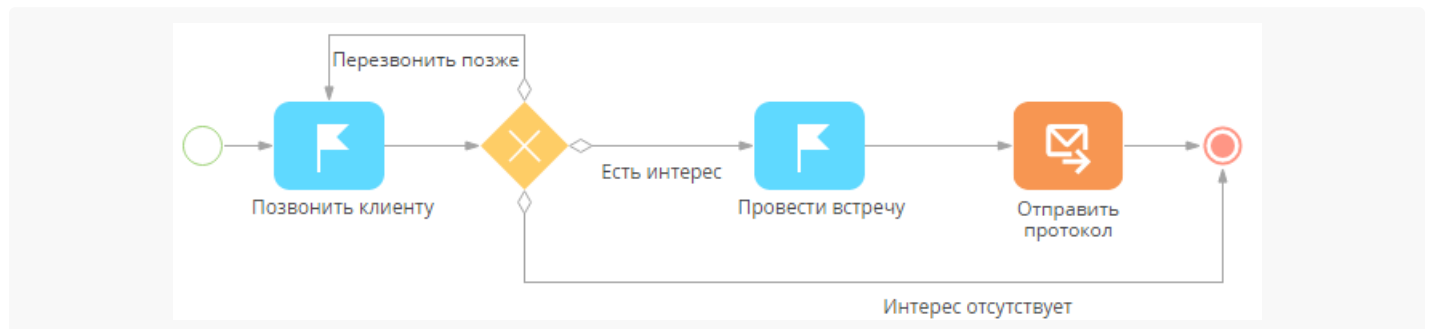 Перезвонить позже
Есть интерес
Позвонить клиенту
Провести встречу
Отправить
протокол
Интерес отсутствует